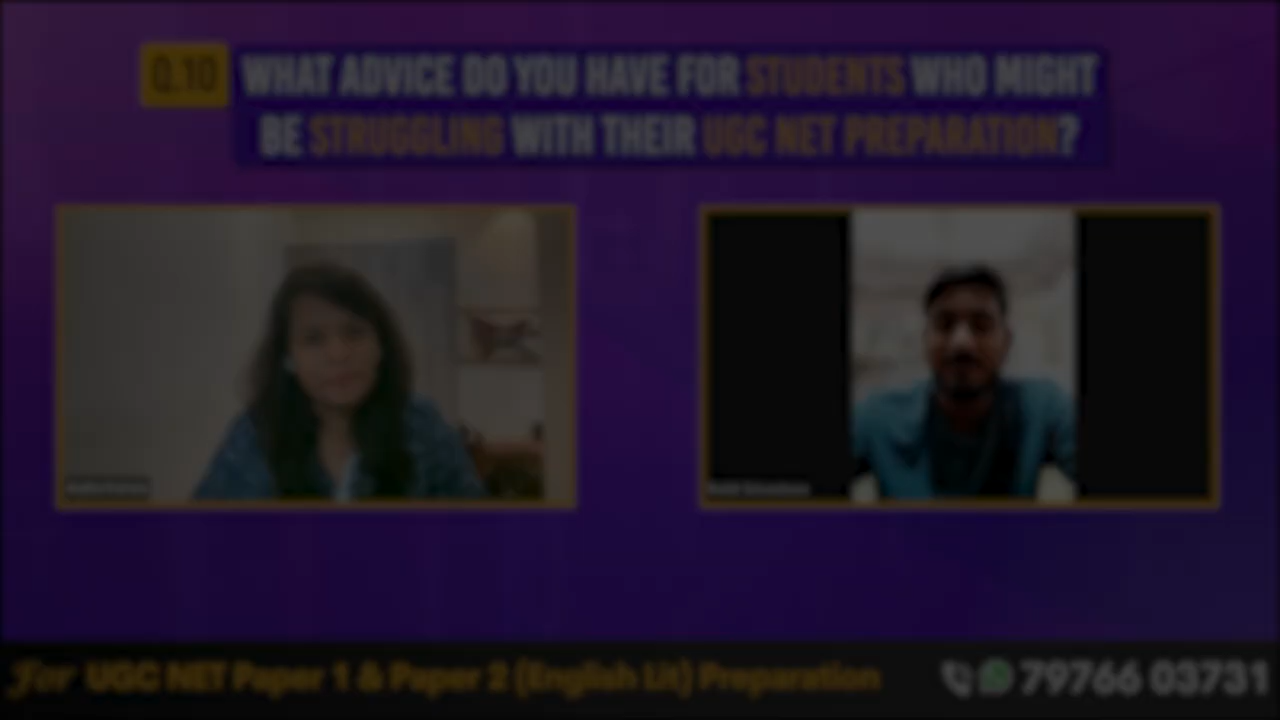 Q.10 WHAT ADVICE DO YOU HAVE FOR STUDENTS WHO MIGHT
BE STRUGGLING WITH THEIR UGC NET PREPARATION?
For UGC NET Paper 1 & Paper 2 (English Lit) Preparation
79766 03731